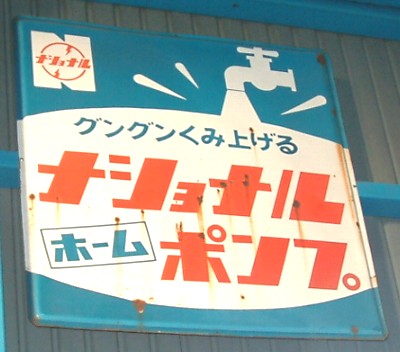 ナショナル
グングンくみ上げる
ナショナル
ホーム
ポンプ。